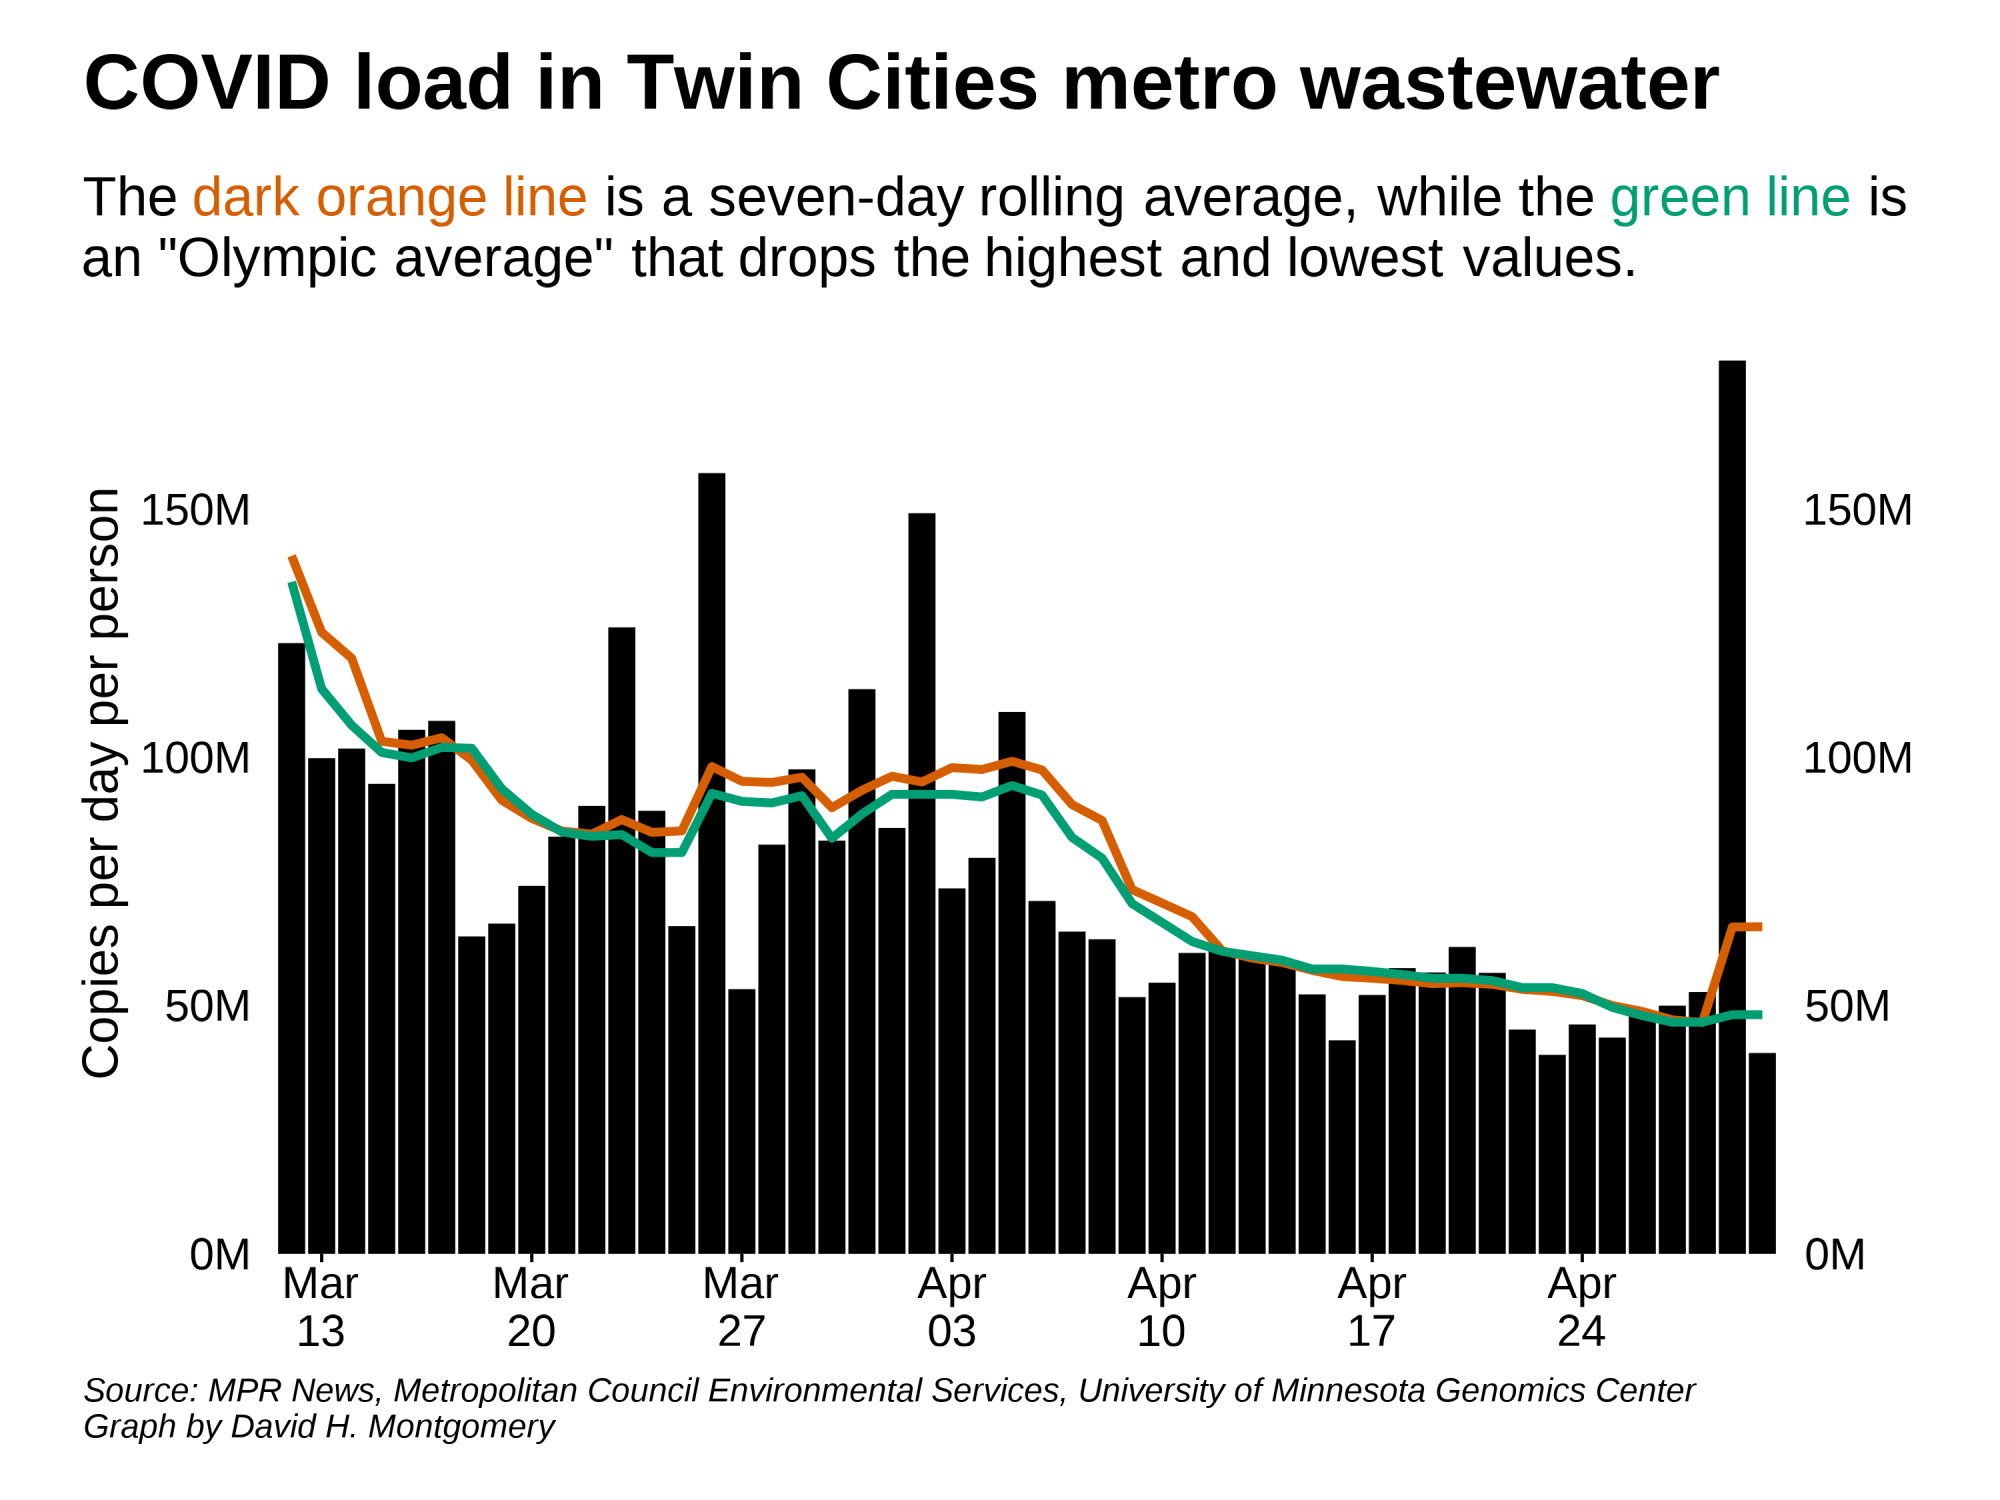 COVID load in Twin Cities metro wastewater
The dark orange line is a seven-day rolling average, while the green line is
an "Olympic average" that drops the highest and lowest values.
Copies per day per person
150M
100M
50M
0M
150M
100M
50M
0M
Mar
13
Mar
20
Mar
27
Apr
03
Apr
10
Apr
17
Apr
24
Source: MPR News, Metropolitan Council Environmental Services, University of Minnesota Genomics Center
Graph by David H. Montgomery